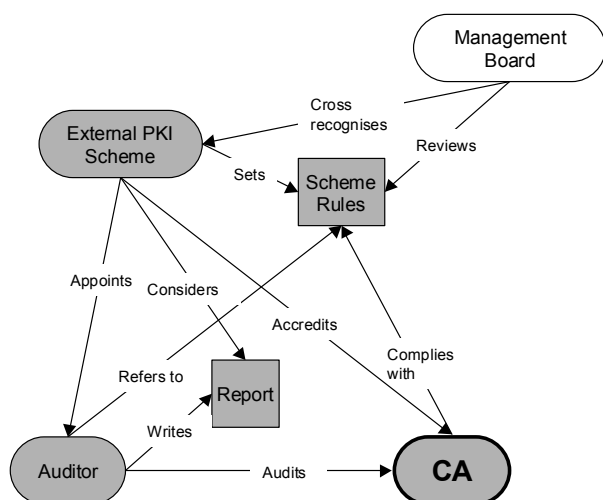 Management
Board
Cross
recognises
External PKI
Scheme
Reviews
Sets
Scheme
Rules
Appoints
Considers
Accredits
Complies
with
Refers to
Report
Writes
Auditor
Audits
CA